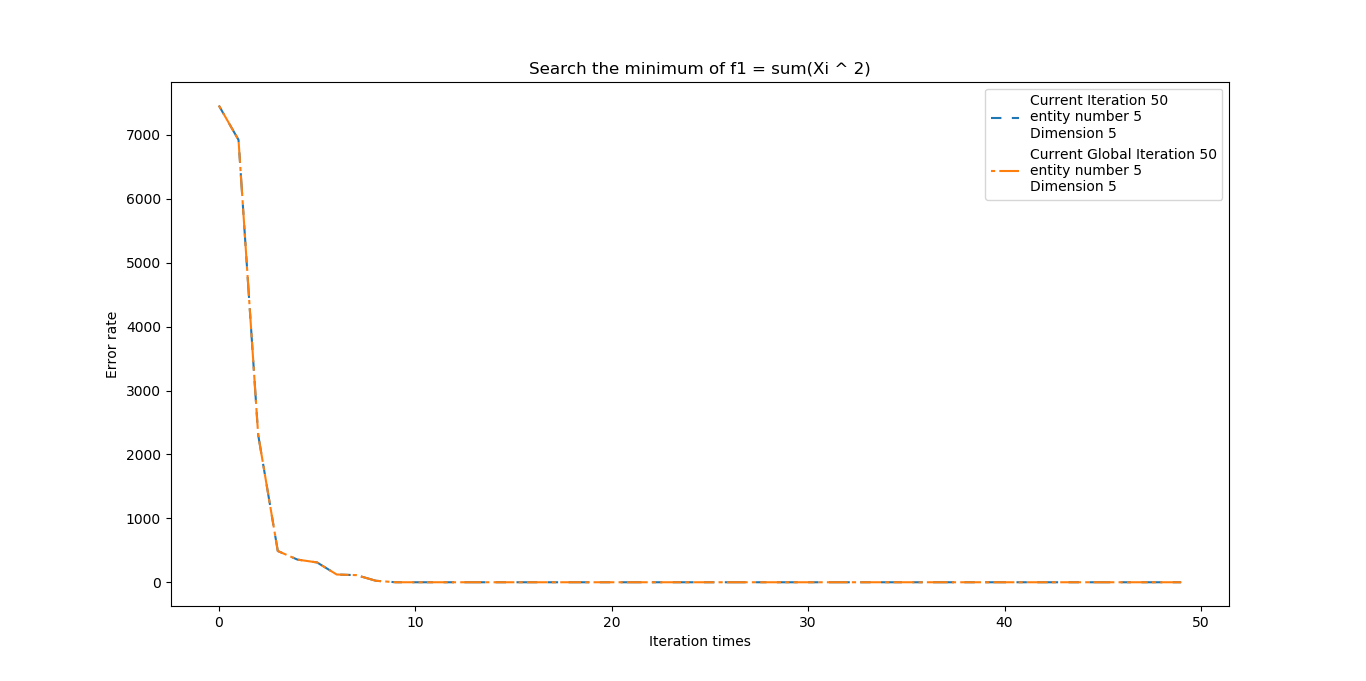 Search the minimum of f1 = sum(Xi ^ 2)
Current Iteration 50
entity number 5
Dimension 5
Current Global Iteration 50
entity number 5
Dimension 5
Error rate
7000
6000
5000
4000
3000
2000
1000
0
0 10 20 30 40 50
Iteration times